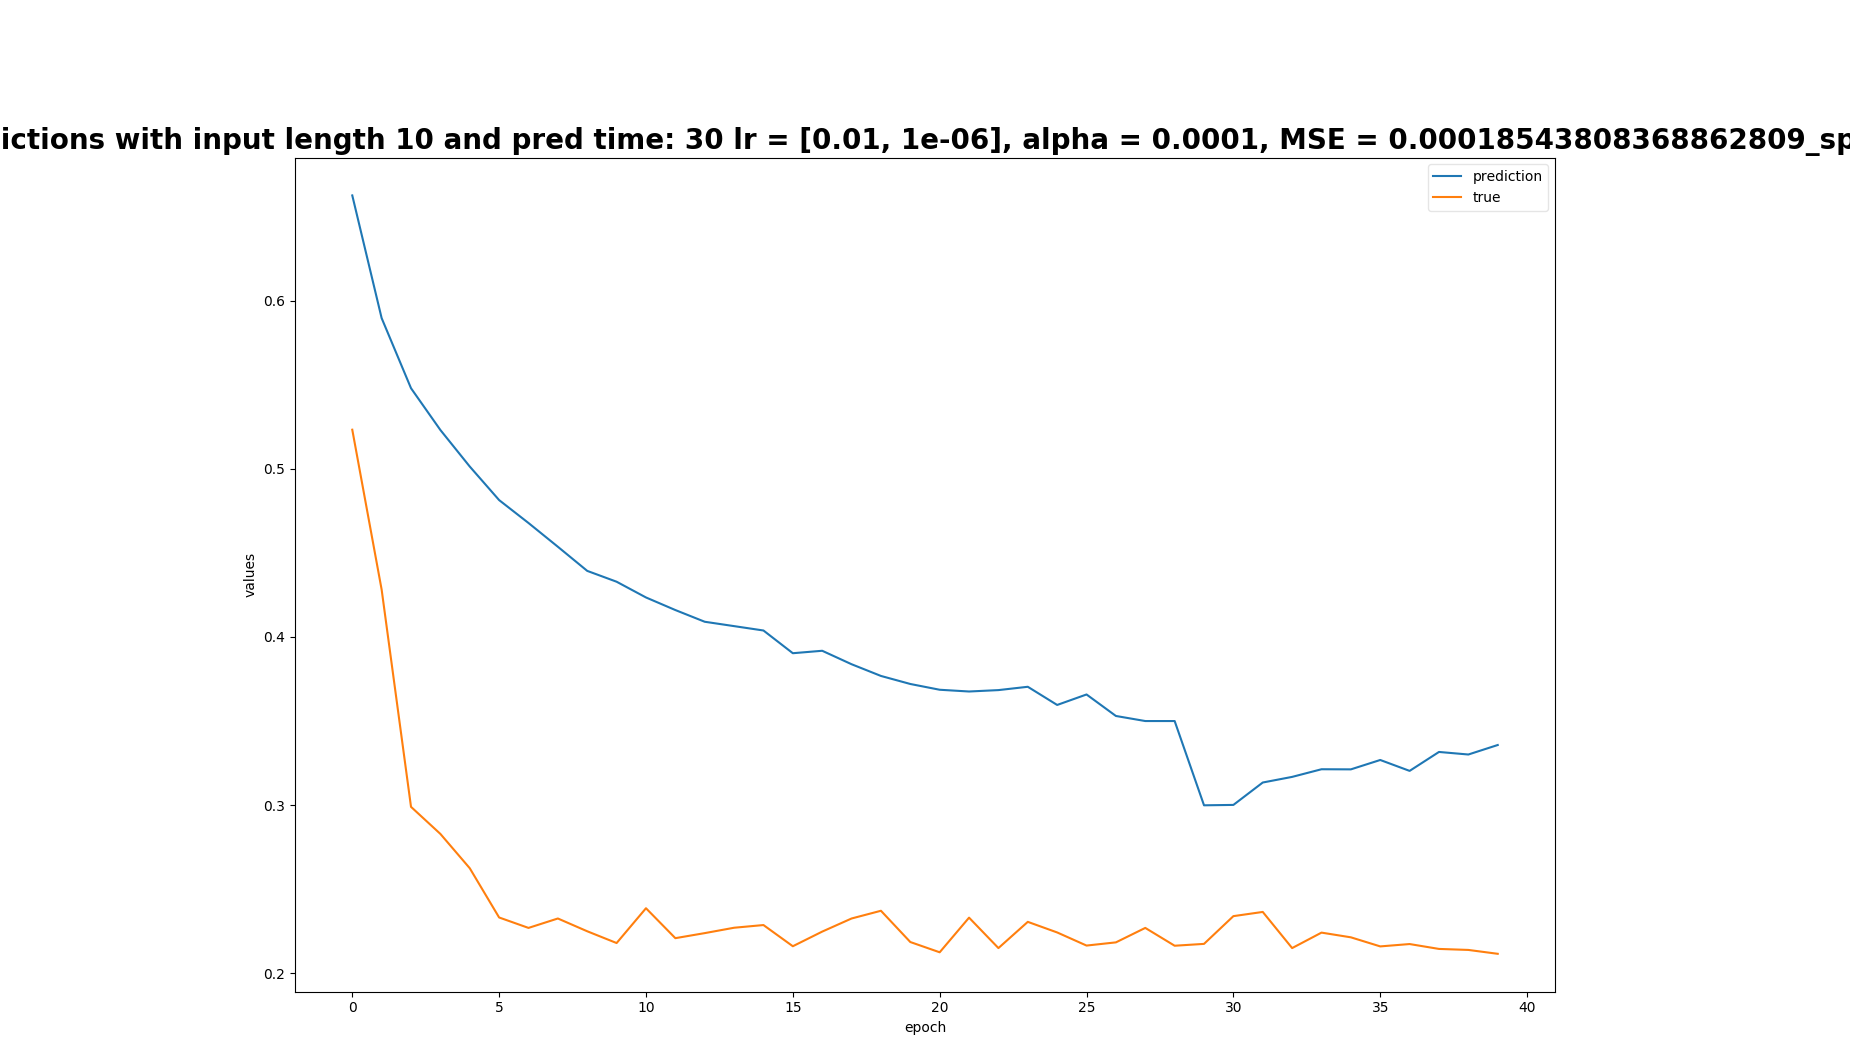 ictions with input length 10 and pred time: 30 lr = [0.01, 1e-06], alpha = 0.0001, MSE = 0.00018543808368862809_sp
prediction
true
0.6
0.5
0.4
0.3
0.2
values
0 5 10 15 20 25 30 35 40
epoch